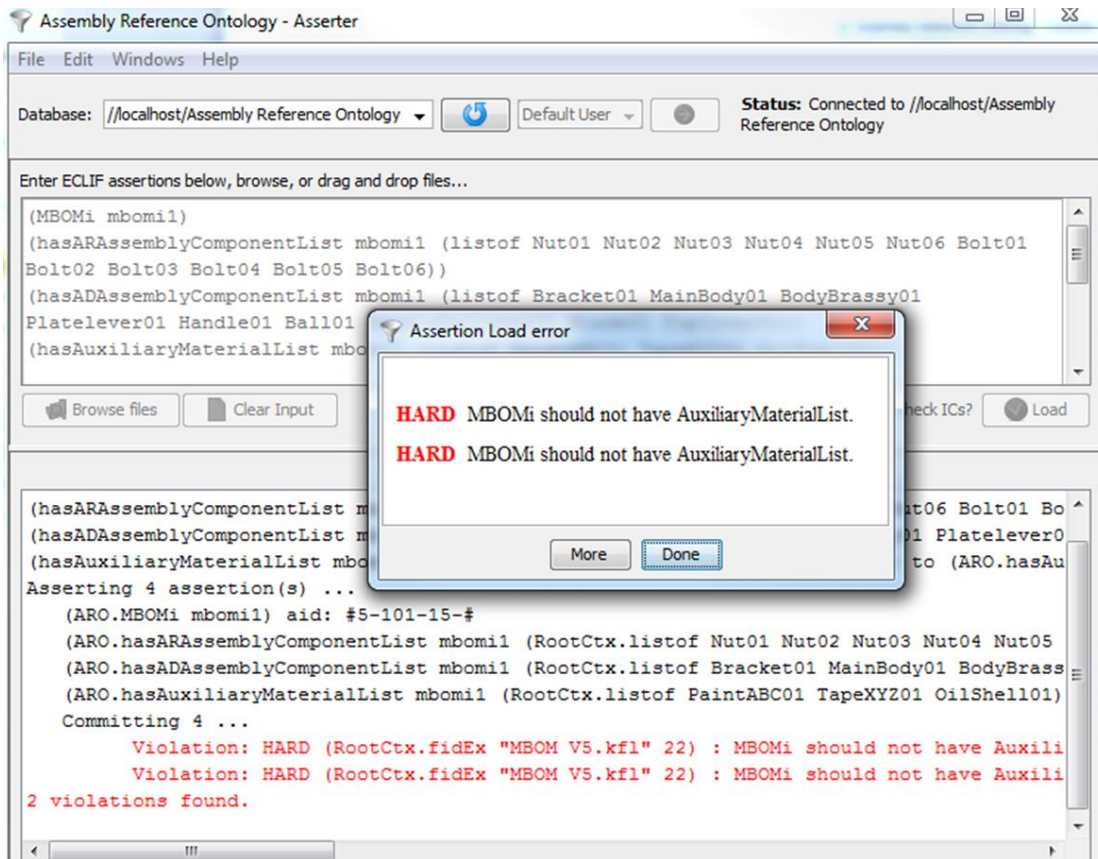 Assembly Reference Ontology - Asserter
File Edit Windows Help
Database: //localhost/Assembly Reference Ontology Default User Status: Connected to //localhost/Assembly
Reference Ontology
Enter ECLIF assertions below, browse, or drag and drop files...
(MBOMi mbomi1)
(hasARAssemblyComponentList mbomi1 (listof Nut01 Nut02 Nut03 Nut04 Nut05 Nut06 Bolt01
Bolt02 Bolt03 Bolt04 Bolt05 Bolt06))
(hasADAssemblyComponentList mbomi1 (listof Bracket01 MainBody01 BodyBrassy01
Platelever01 Handle01 Ball01
(hasAuxiliaryMaterialList mbo
Assertion Load error
HARD MBOMi should not have AuxiliaryMaterialList.
HARD MBOMi should not have AuxiliaryMaterialList.
More Done
Browse files Clear Input heck ICs? Load
(hasARAssemblyComponentList m ut06 Bolt01 Bo
(hasADAssemblyComponentList m 01 Platelever0
(hasAuxiliaryMaterialList mbo to (ARO.hasAu
Asserting 4 assertion(s) ...
(ARO.MBOMi mbomi1) aid: #5-101-15-#
(ARO.hasARAssemblyComponentList mbomi1 (RootCtx.listof Nut01 Nut02 Nut03 Nut04 Nut05
(ARO.hasADAssemblyComponentList mbomi1 (RootCtx.listof Bracket01 MainBody01 BodyBrass
(ARO.hasAuxiliaryMaterialList mbomi1 (RootCtx.listof PaintABC01 TapeXYZ01 OilShell01)
Committing 4 ...
Violation: HARD (RootCtx.fidEx "MBOM V5.kfl" 22) : MBOMi should not have Auxili
Violation: HARD (RootCtx.fidEx "MBOM V5.kfl" 22) : MBOMi should not have Auxili
2 violations found.